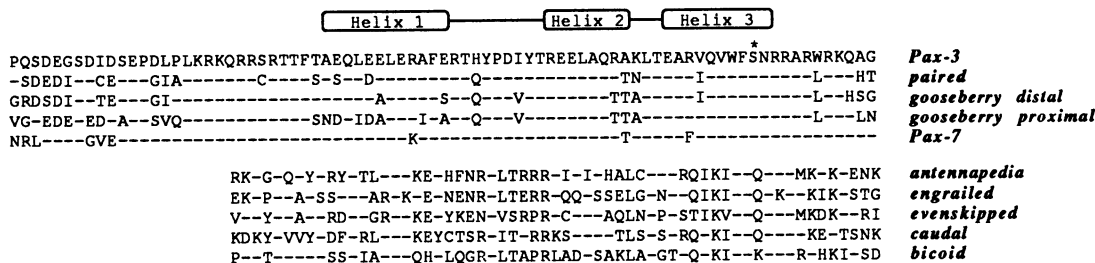 Helix 1 Helix 2 Helix 3
*
PQSDEGSDIDSEPDLPLKRKQRRSRTTFTAEQLEELERAFERTHYPDIYTREELAQRAKLTEARVQVWFSNRRARWRKQAG Pax-3
-SDEDI--CE---GIA-------C----S-S--D---------Q-------------TN-----I----------L---HT paired
GRDSDI--TE---GI------------------A-----S--Q---V--------TTA-----I----------L--HSG gooseberry distal
VG-EDE-ED-A--SVQ------------SND-IDA---I-A--Q---V--------TTA----------------L---LN gooseberry proximal
NRL----GVE---------------------------K-------------------T-----F----------------- Pax-7
RK-G-Q-Y-RY-TL---KE-HFNR-LTRRR-I-I-HALC---RQIKI--Q---MK-K-ENK antennapedia
EK-P--A-SS---AR-K-E-NENR-LTERR-QQ-SSELG-N--QIKI--Q-K--KIK-STG engrailed
V--Y--A--RD--GR--KE-YKEN-VSRPR-C---AQLN-P-STIKV--Q---MKDK--RI evenskipped
KDKY-VVY-DF-RL---KEYCTSR-IT-RRKS----TLS-S-RQ-KI--Q-----KE-TSNK caudal
P--T-----SS-IA---QH-LQGR-LTAPRLAD-SAKLA-GT-Q-KI--K---R-HKI-SD bicoid